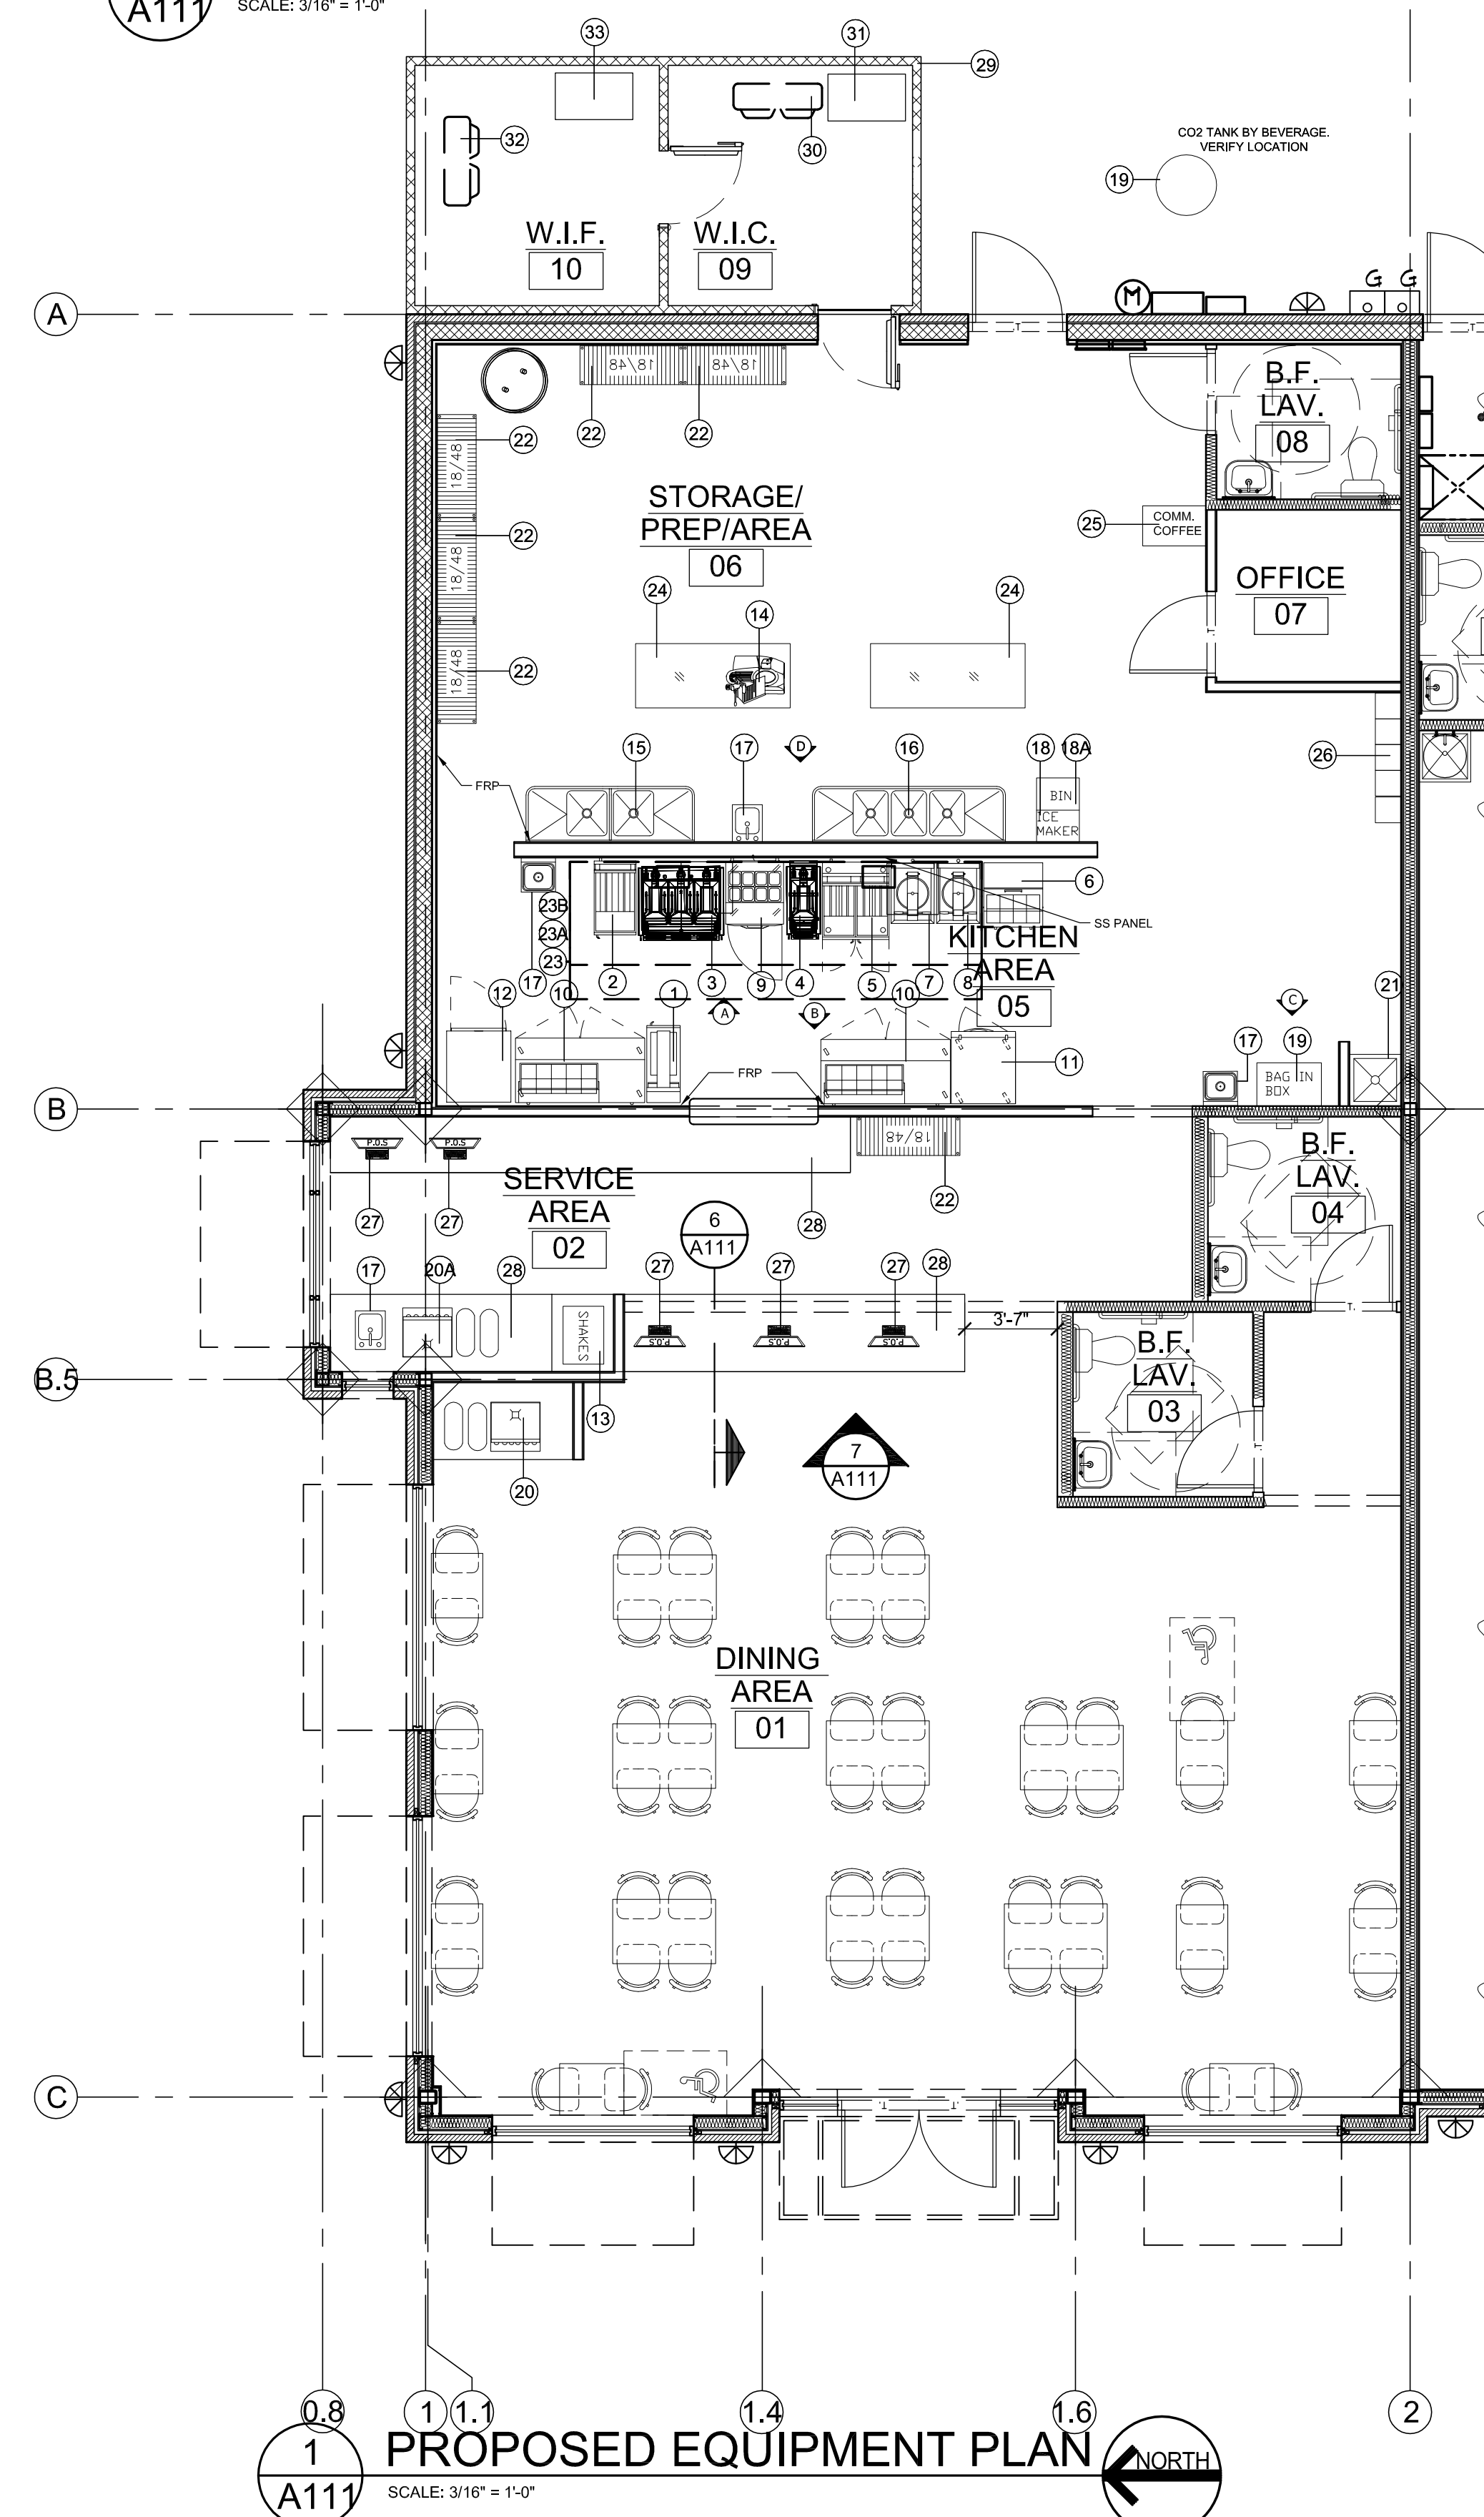 A111
SCALE: 3/16" = 1'-0"
33
31
29
32
30
CO2 TANK BY BEVERAGE.
VERIFY LOCATION
19
W.I.F.
10
W.I.C.
09
A
M
G G
T.
T.
18/48
18/48
22
22
22
18/48
22
18/48
22
18/48
B.F.
LAV.
08
T.
STORAGE/
PREP/AREA
06
25
COMM.
COFFEE
OFFICE
07
T.
24
14
24
15
17
D
16
18
18A
26
FRP
BIN
ICE
MAKER
6
SS PANEL
23B
23A
23
17
2
3
9
4
5
7
8
KITCHEN
AREA
05
12
10
1
A
B
10
11
FRP
C
21
17
19
BAG IN
BOX
B
P.O.S
P.O.S
27
27
SERVICE
AREA
02
6
A111
28
18/48
22
B.F.
LAV.
04
T.
17
20A
28
SHAKES
27
27
27
28
P.O.S
P.O.S
P.O.S
3'-7"
B.5
13
20
7
A111
B.F.
LAV.
03
T.
DINING
AREA
01
C
T.
T.
0.8
1
1.1
1.4
1.6
2
1
A111
PROPOSED EQUIPMENT PLAN
SCALE: 3/16" = 1'-0"
NORTH